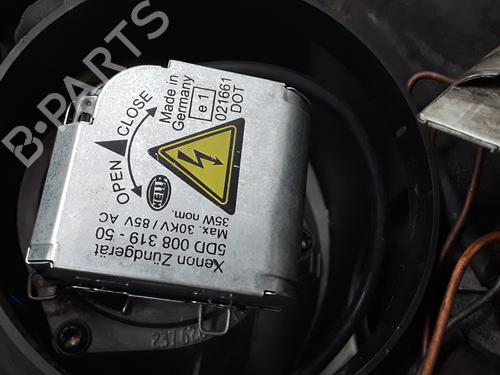 Xenon Zündgerät
5DD 008 319 - 50
Max. 30KV / 85V AC
35W nom.
HELLA
OPEN CLOSE
Made in
Germany
e 1
021661
DOT
B-PARTS